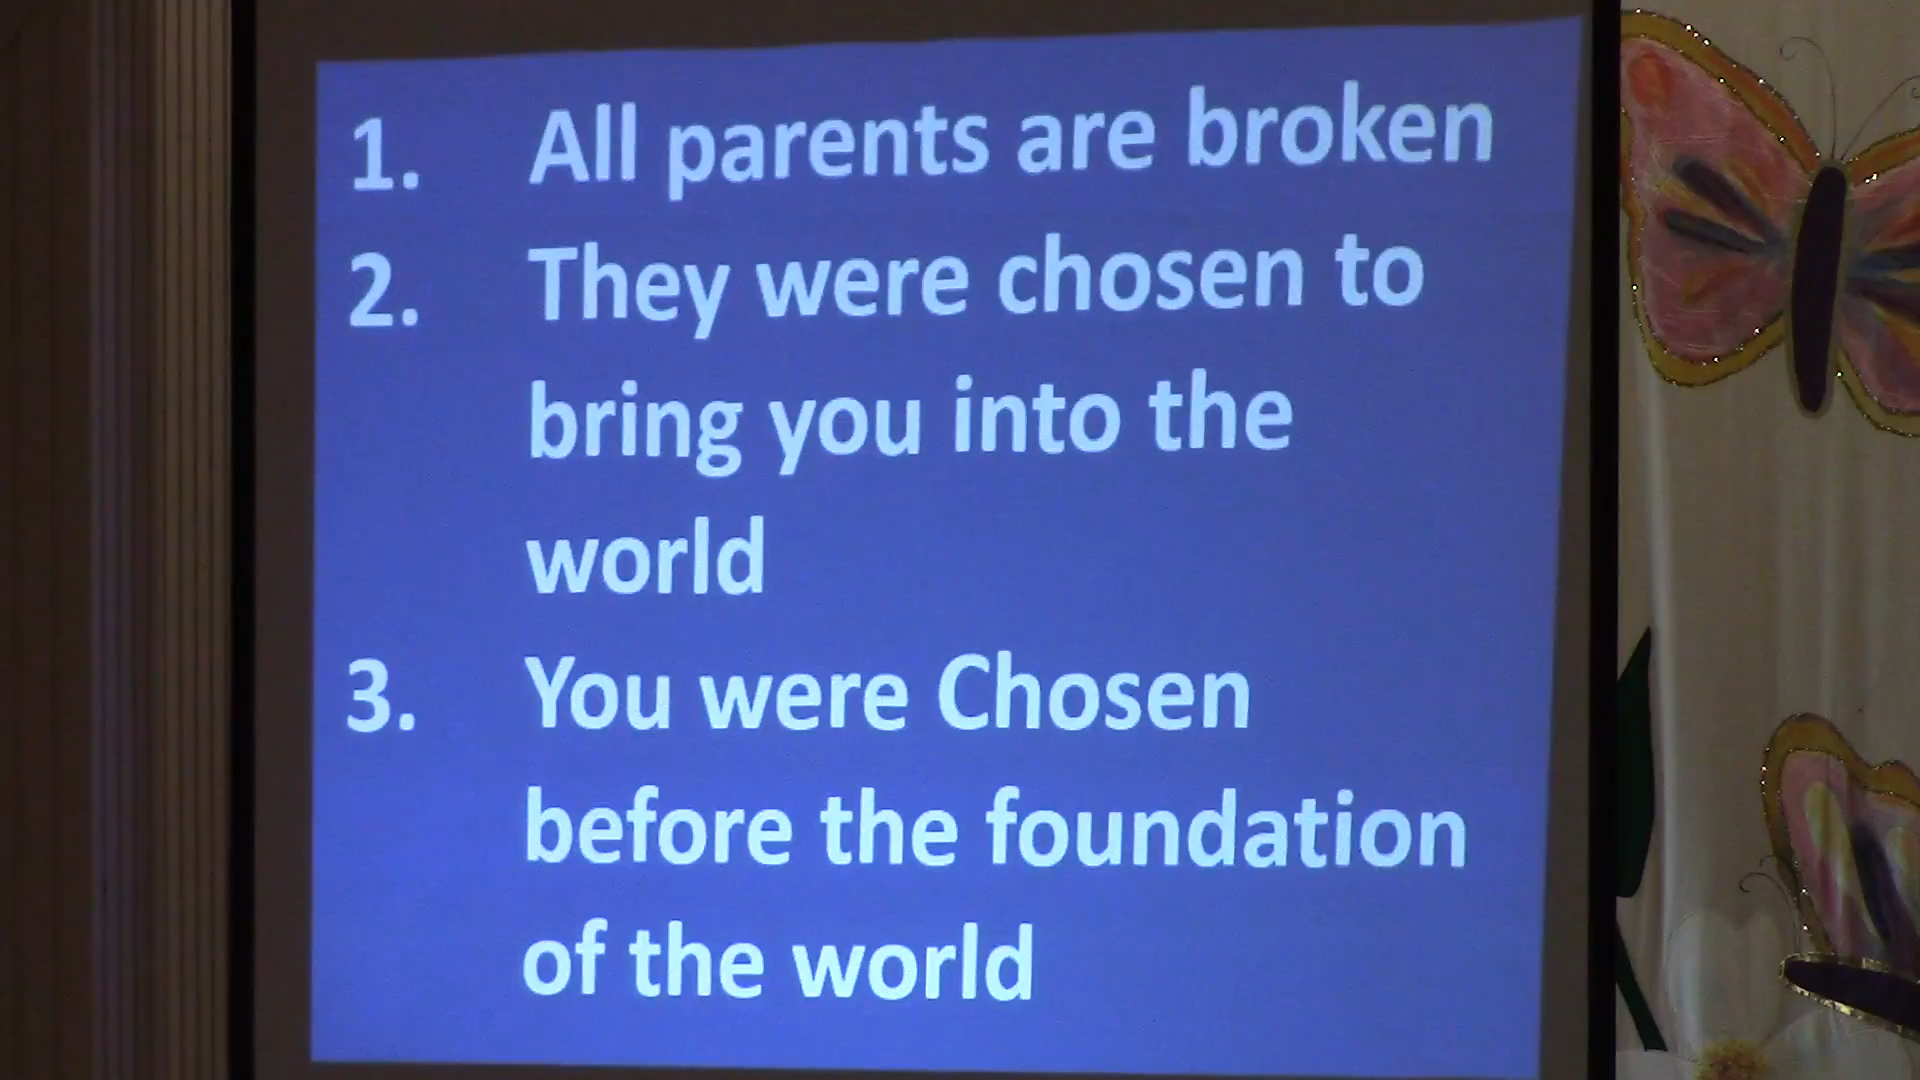 1. All parents are broken
2. They were chosen to
bring you into the
world
3. You were Chosen
before the foundation
of the world